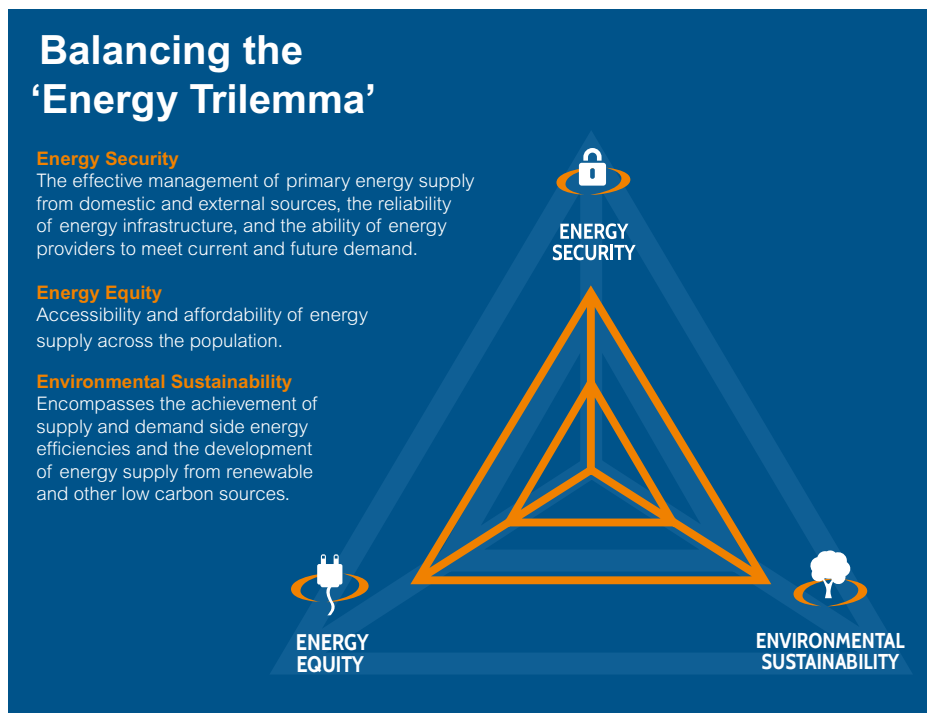 Balancing the
‘Energy Trilemma’
Energy Security
The effective management of primary energy supply
from domestic and external sources, the reliability
of energy infrastructure, and the ability of energy
providers to meet current and future demand.
Energy Equity
Accessibility and affordability of energy
supply across the population.
Environmental Sustainability
Encompasses the achievement of
supply and demand side energy
efficiencies and the development
of energy supply from renewable
and other low carbon sources.
ENERGY
SECURITY
ENERGY
EQUITY
ENVIRONMENTAL
SUSTAINABILITY